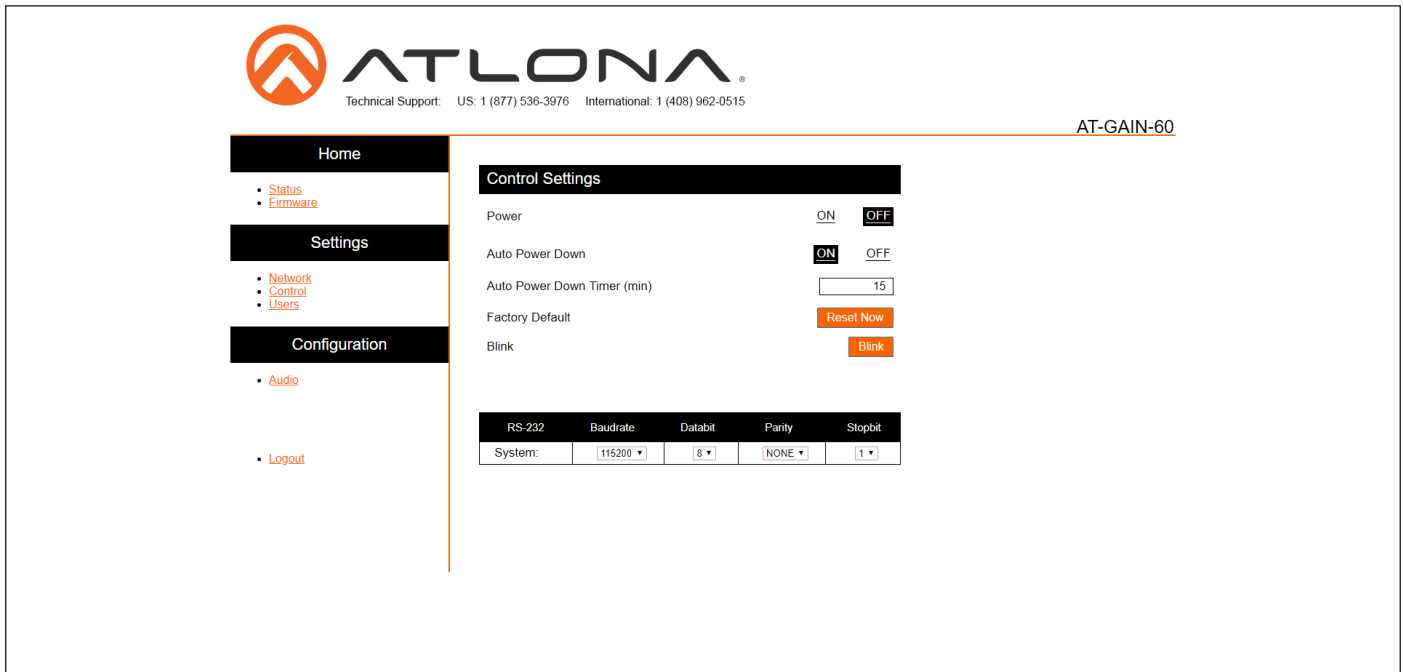 ATLONA®
Technical Support: US: 1 (877) 536-3976 International: 1 (408) 962-0515
AT-GAIN-60
Home
Status
Firmware
Settings
Network
Control
Users
Configuration
Audio
Logout
Control Settings
Power ON OFF
Auto Power Down ON OFF
Auto Power Down Timer (min) 15
Factory Default Reset Now
Blink Blink
RS-232 Baudrate Databit Parity Stopbit
System: 115200 8 NONE 1